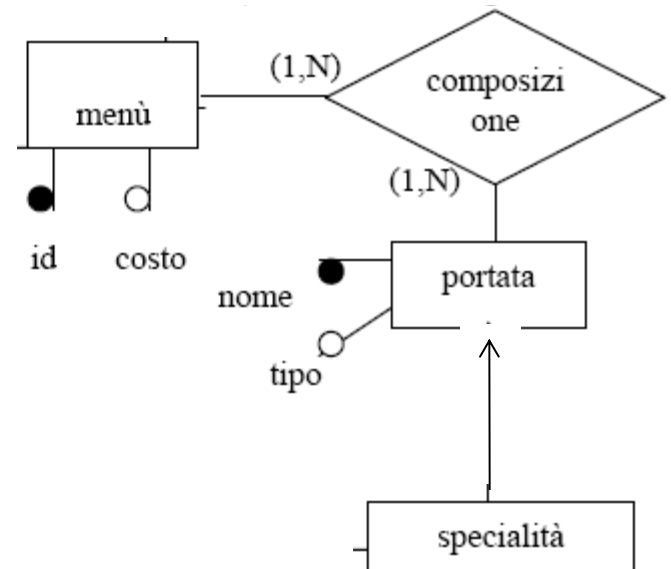 (1,N)
composizi
one
menù
(1,N)
id
costo
portata
nome
tipo
specialità